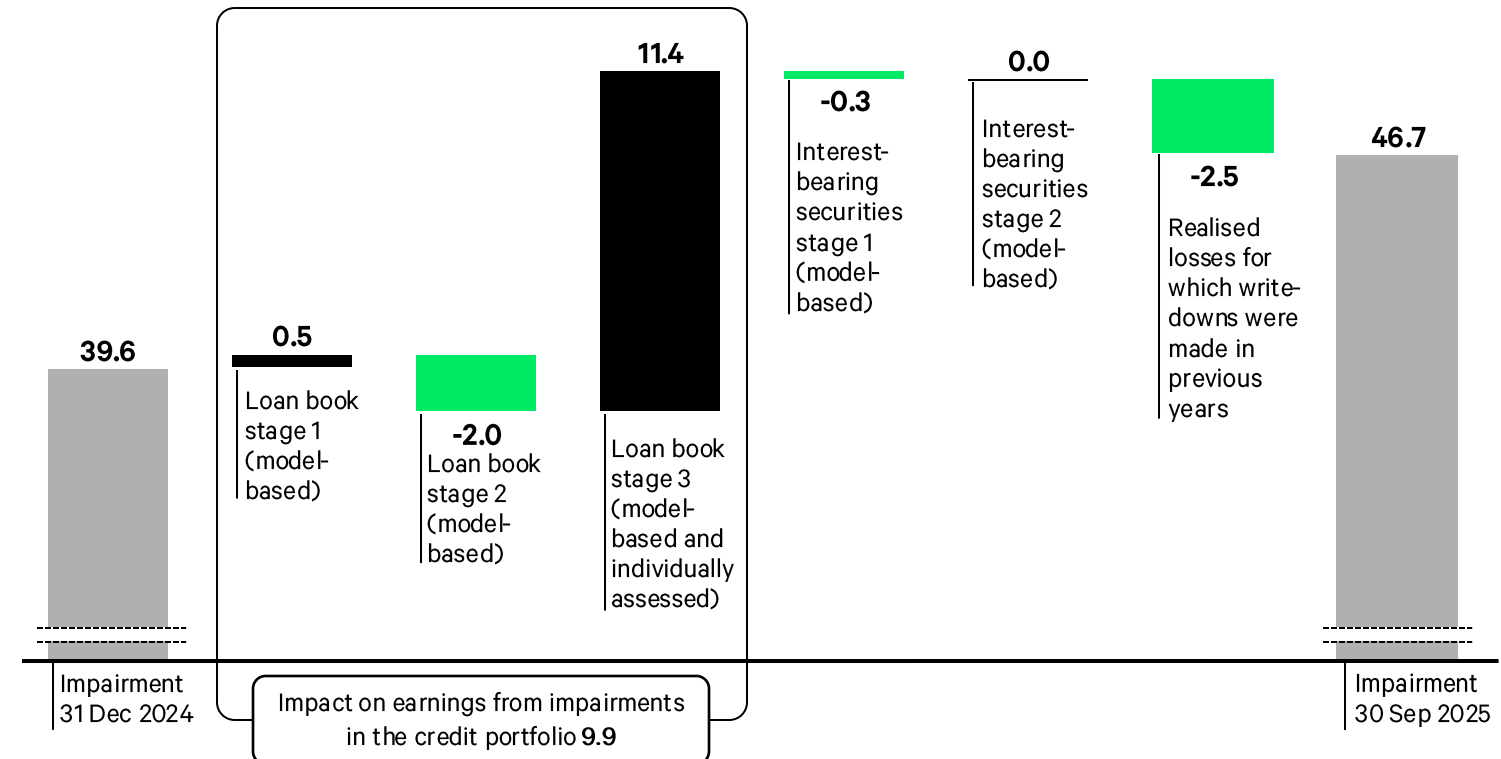 39.6
Impairment
31 Dec 2024
0.5
Loan book
stage 1
(model-
based)
-2.0
Loan book
stage 2
(model-
based)
11.4
Loan book
stage 3
(model-
based and
individually
assessed)
Impact on earnings from impairments
in the credit portfolio 9.9
-0.3
Interest-
bearing
securities
stage 1
(model-
based)
0.0
Interest-
bearing
securities
stage 2
(model-
based)
-2.5
Realised
losses for
which write-
downs were
made in
previous
years
46.7
Impairment
30 Sep 2025